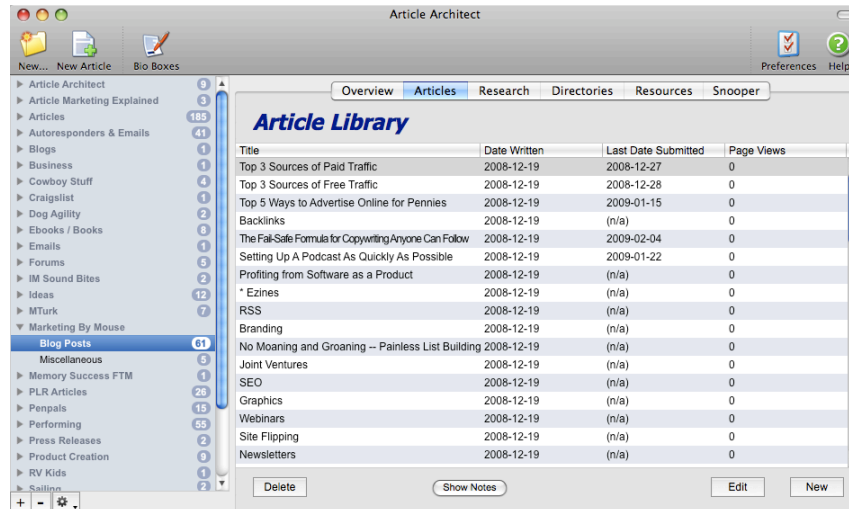 Article Architect
New... New Article Bio Boxes Preferences Help
Article Architect 9
Article Marketing Explained 3
Articles 185
Autoresponders & Emails 41
Blogs 1
Business 1
Cowboy Stuff 4
Craigslist 1
Dog Agility 2
Ebooks / Books 8
Emails 1
Forums 5
IM Sound Bites 2
Ideas 12
MTurk 7
Marketing By Mouse
Blog Posts 61
Miscellaneous 5
Memory Success FTM 1
PLR Articles 26
Penpals 15
Performing 55
Press Releases 2
Product Creation 9
RV Kids 1
Sailing 2
+ -
Overview Articles Research Directories Resources Snooper
Article Library
Title Date Written Last Date Submitted Page Views
Top 3 Sources of Paid Traffic 2008-12-19 2008-12-27 0
Top 3 Sources of Free Traffic 2008-12-19 2008-12-28 0
Top 5 Ways to Advertise Online for Pennies 2008-12-19 2009-01-15 0
Backlinks 2008-12-19 (n/a) 0
The Fail-Safe Formula for Copywriting Anyone Can Follow 2008-12-19 2009-02-04 0
Setting Up A Podcast As Quickly As Possible 2008-12-19 2009-01-22 0
Profiting from Software as a Product 2008-12-19 (n/a) 0
* Ezines 2008-12-19 (n/a) 0
RSS 2008-12-19 (n/a) 0
Branding 2008-12-19 (n/a) 0
No Moaning and Groaning -- Painless List Building 2008-12-19 (n/a) 0
Joint Ventures 2008-12-19 (n/a) 0
SEO 2008-12-19 (n/a) 0
Graphics 2008-12-19 (n/a) 0
Webinars 2008-12-19 (n/a) 0
Site Flipping 2008-12-19 (n/a) 0
Newsletters 2008-12-19 (n/a) 0
Delete Show Notes Edit New